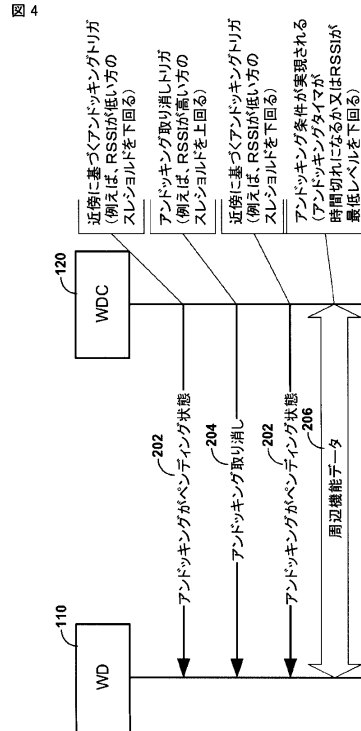 図 4
110
WD
120
WDC
近傍に基づくアンドッキングトリガ
(例えば、RSSIが低い方の
スレショルドを下回る)
202
アンドッキングがペンディング状態
アンドッキング取り消しトリガ
(例えば、RSSIが高い方の
スレショルドを上回る)
204
アンドッキング取り消し
近傍に基づくアンドッキングトリガ
(例えば、RSSIが低い方の
スレショルドを下回る)
202
アンドッキングがペンディング状態
アンドッキング条件が実現される
(アンドッキングタイマが
時間切れになるか又はRSSIが
最低レベルを下回る)
206
周辺機能データ